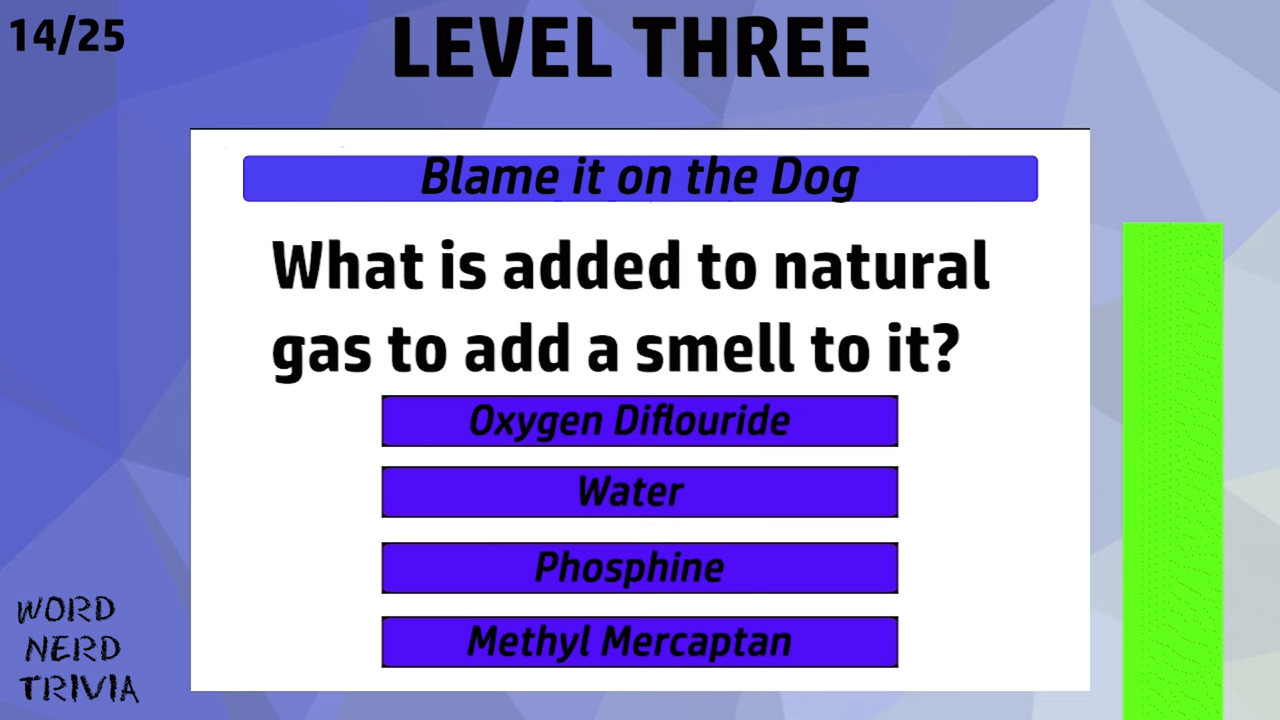 14/25
LEVEL THREE
Blame it on the Dog
What is added to natural
gas to add a smell to it?
Oxygen Diflouride
Water
Phosphine
Methyl Mercaptan
WORD
NERD
TRIVIA